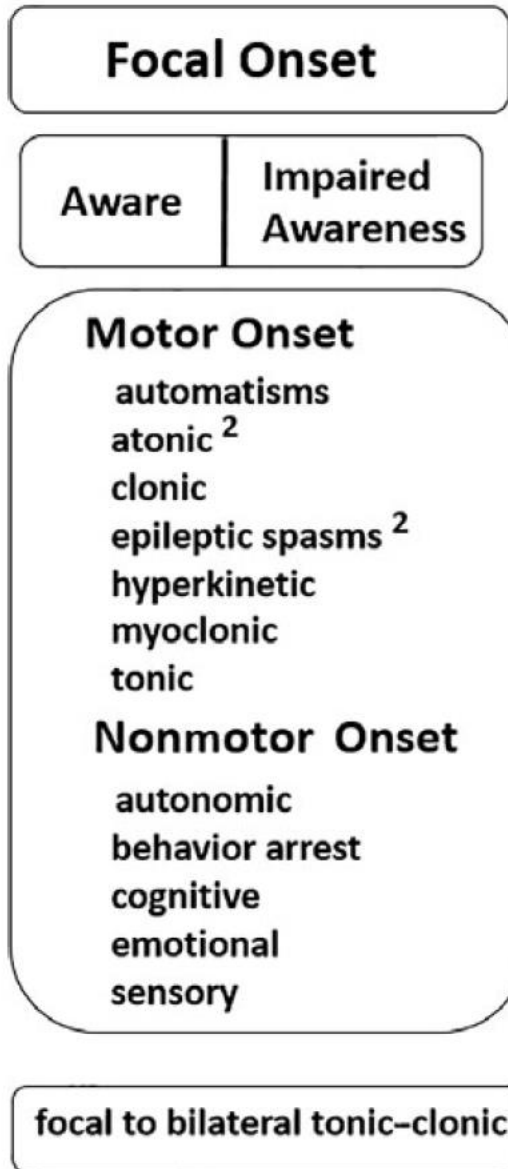 Focal Onset
Aware
Impaired
Awareness
Motor Onset
automatisms
atonic ²
clonic
epileptic spasms ²
hyperkinetic
myoclonic
tonic
Nonmotor Onset
autonomic
behavior arrest
cognitive
emotional
sensory
focal to bilateral tonic–clonic